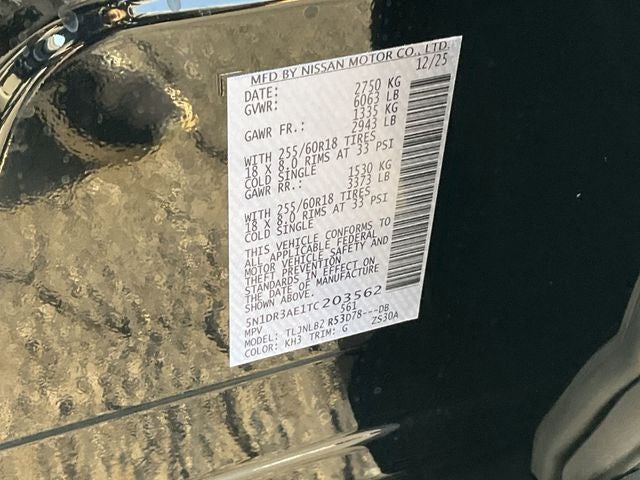 MFD BY NISSAN MOTOR CO., LTD.
DATE: 12/25
GVWR: 2750 KG
6063 LB
GAWR FR.: 1335 KG
2943 LB
WITH 255/60R18 TIRES
18 X 8.0 RIMS AT 33 PSI
COLD SINGLE
GAWR RR.: 1530 KG
3373 LB
WITH 255/60R18 TIRES
18 X 8.0 RIMS AT 33 PSI
COLD SINGLE
THIS VEHICLE CONFORMS TO
ALL APPLICABLE FEDERAL
MOTOR VEHICLE SAFETY AND
THEFT PREVENTION
STANDARDS IN EFFECT ON
THE DATE OF MANUFACTURE
SHOWN ABOVE.
5N1DR3AE1TC203562
MPV 561
MODEL: TLJNLB2 R53D78---DB
COLOR: KH3 TRIM: G ZS30A